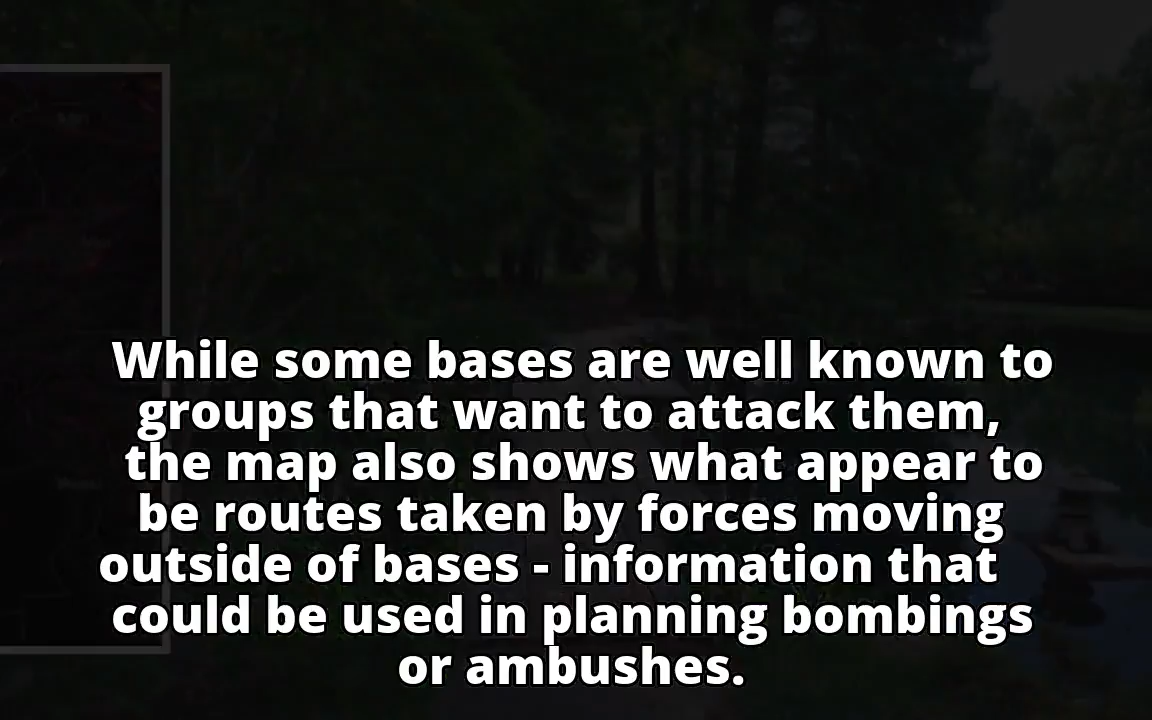 While some bases are well known to
groups that want to attack them,
the map also shows what appear to
be routes taken by forces moving
outside of bases - information that
could be used in planning bombings
or ambushes.